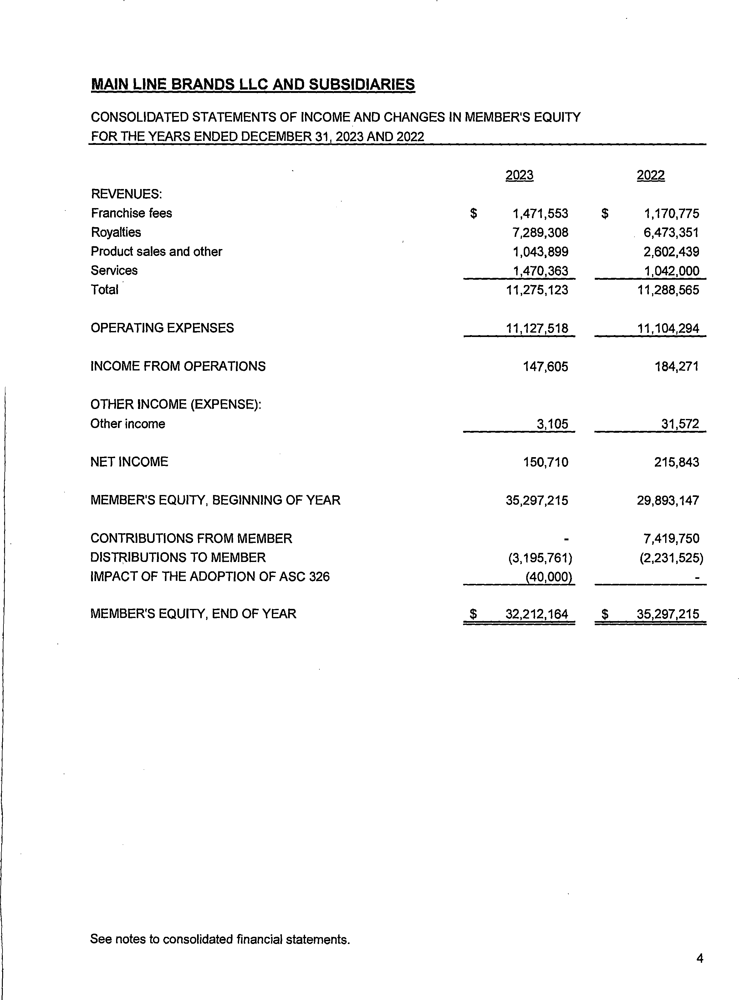 MAIN LINE BRANDS LLC AND SUBSIDIARIES
CONSOLIDATED STATEMENTS OF INCOME AND CHANGES IN MEMBER'S EQUITY
FOR THE YEARS ENDED DECEMBER 31, 2023 AND 2022
2023 2022
REVENUES:
Franchise fees $ 1,471,553 $ 1,170,775
Royalties 7,289,308 6,473,351
Product sales and other 1,043,899 2,602,439
Services 1,470,363 1,042,000
Total 11,275,123 11,288,565
OPERATING EXPENSES 11,127,518 11,104,294
INCOME FROM OPERATIONS 147,605 184,271
OTHER INCOME (EXPENSE):
Other income 3,105 31,572
NET INCOME 150,710 215,843
MEMBER'S EQUITY, BEGINNING OF YEAR 35,297,215 29,893,147
CONTRIBUTIONS FROM MEMBER - 7,419,750
DISTRIBUTIONS TO MEMBER (3,195,761) (2,231,525)
IMPACT OF THE ADOPTION OF ASC 326 (40,000) -
MEMBER'S EQUITY, END OF YEAR $ 32,212,164 $ 35,297,215
See notes to consolidated financial statements.
4